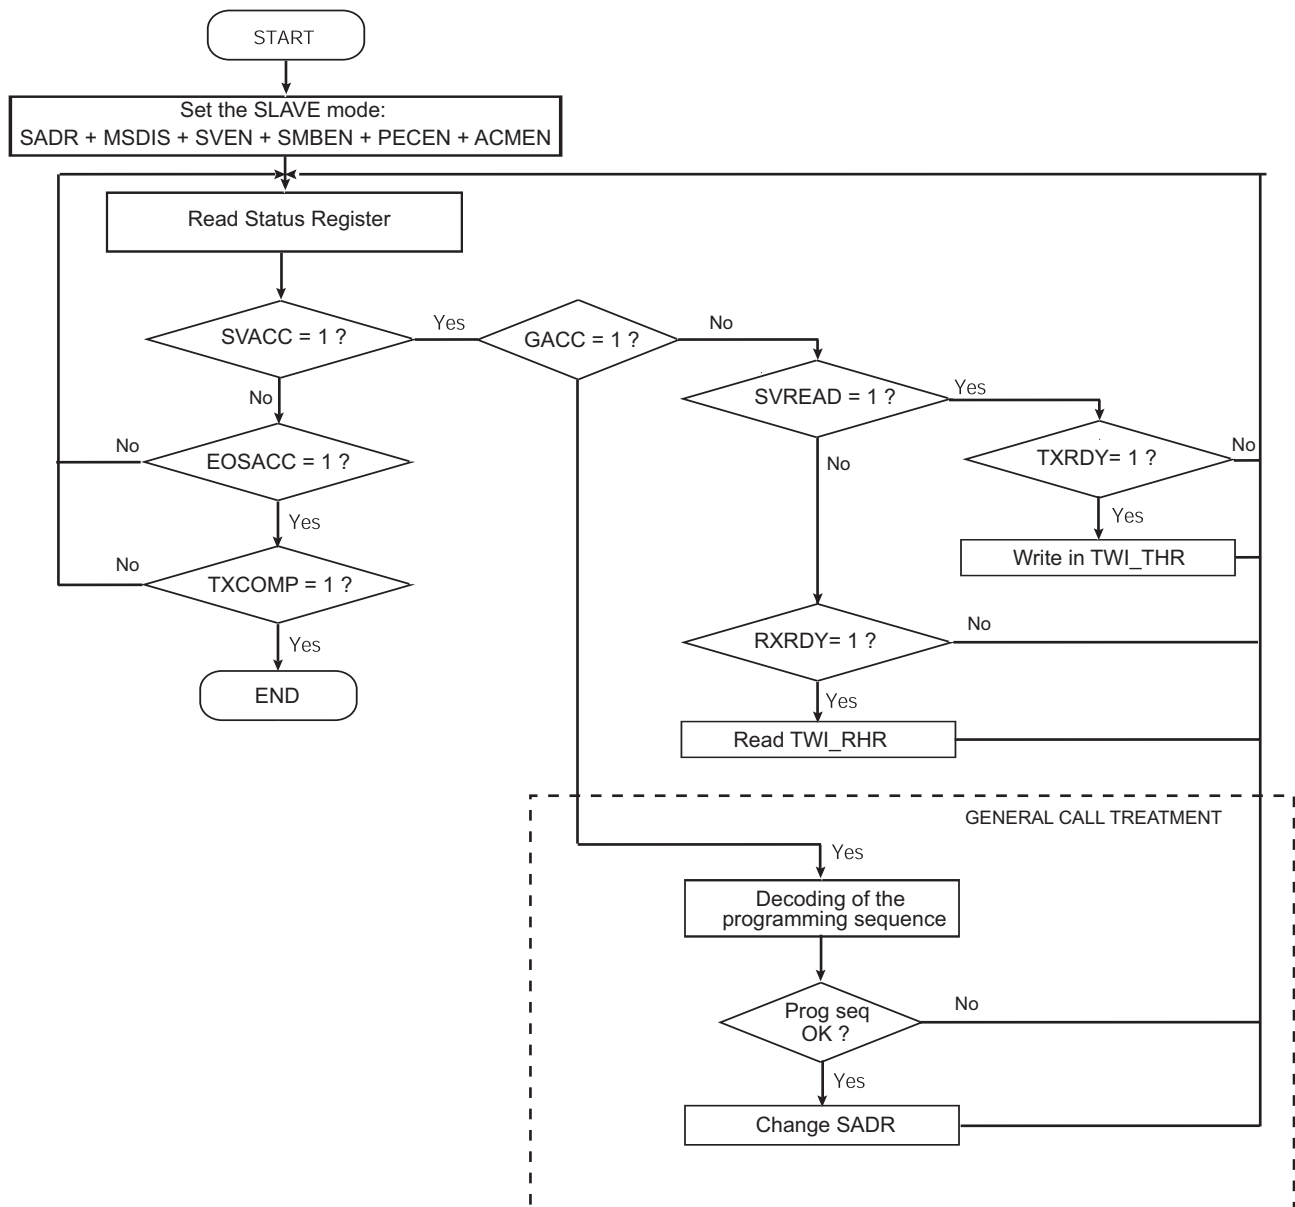 START
Set the SLAVE mode:
SADR + MSDIS + SVEN + SMBEN + PECEN + ACMEN
Read Status Register
SVACC = 1 ?
Yes
GACC = 1 ?
No
SVREAD = 1 ?
Yes
No
No
EOSACC = 1 ?
No
TXRDY= 1 ?
No
Yes
Yes
Write in TWI_THR
No
TXCOMP = 1 ?
Yes
RXRDY= 1 ?
No
END
Yes
Read TWI_RHR
GENERAL CALL TREATMENT
Yes
Decoding of the
programming sequence
Prog seq
OK ?
No
Yes
Change SADR